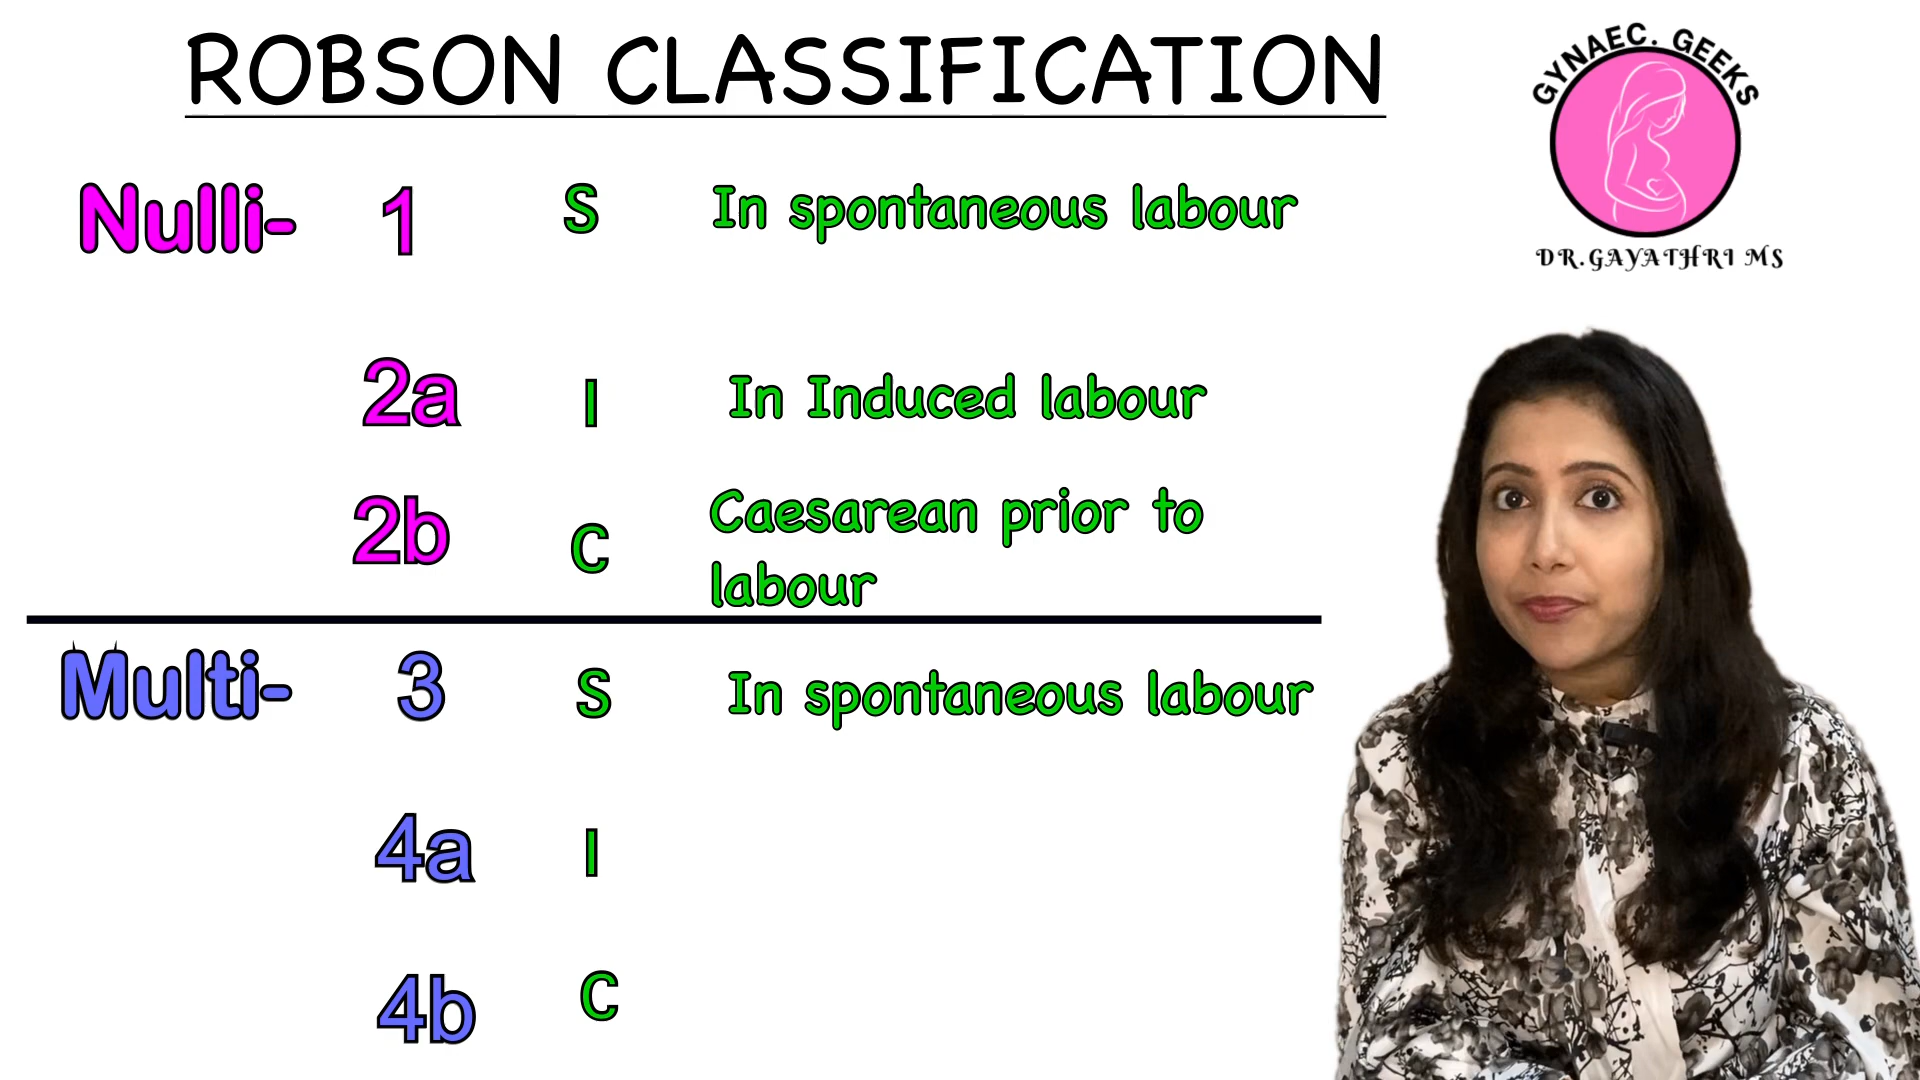 ROBSON CLASSIFICATION
GYNAEC. GEEKS
DR.GAYATHRI MS
Nulli- 1 S In spontaneous labour
2a I In Induced labour
2b C Caesarean prior to
labour
Multi- 3 S In spontaneous labour
4a I
4b C